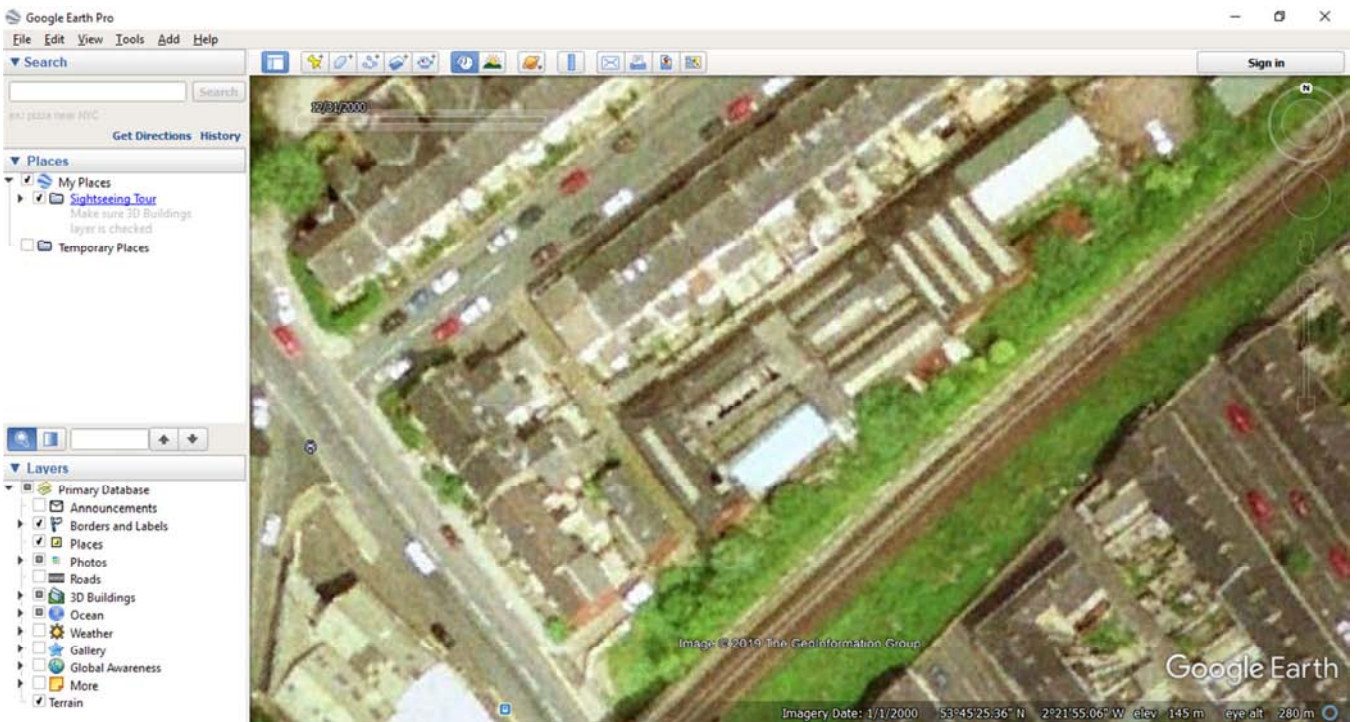 Google Earth Pro
File Edit View Tools Add Help
Search
Search
ex: pizza near NYC
Get Directions History
Places
My Places
Sightseeing Tour
Make sure 3D Buildings
layer is checked
Temporary Places
Layers
Primary Database
Announcements
Borders and Labels
Places
Photos
Roads
3D Buildings
Ocean
Weather
Gallery
Global Awareness
More
Terrain
Sign in
12/31/2000
N
Image © 2019 The GeoInformation Group
Google Earth
Imagery Date: 1/1/2000 53°45'25.36" N 2°21'55.06" W elev 145 m eye alt 280 m